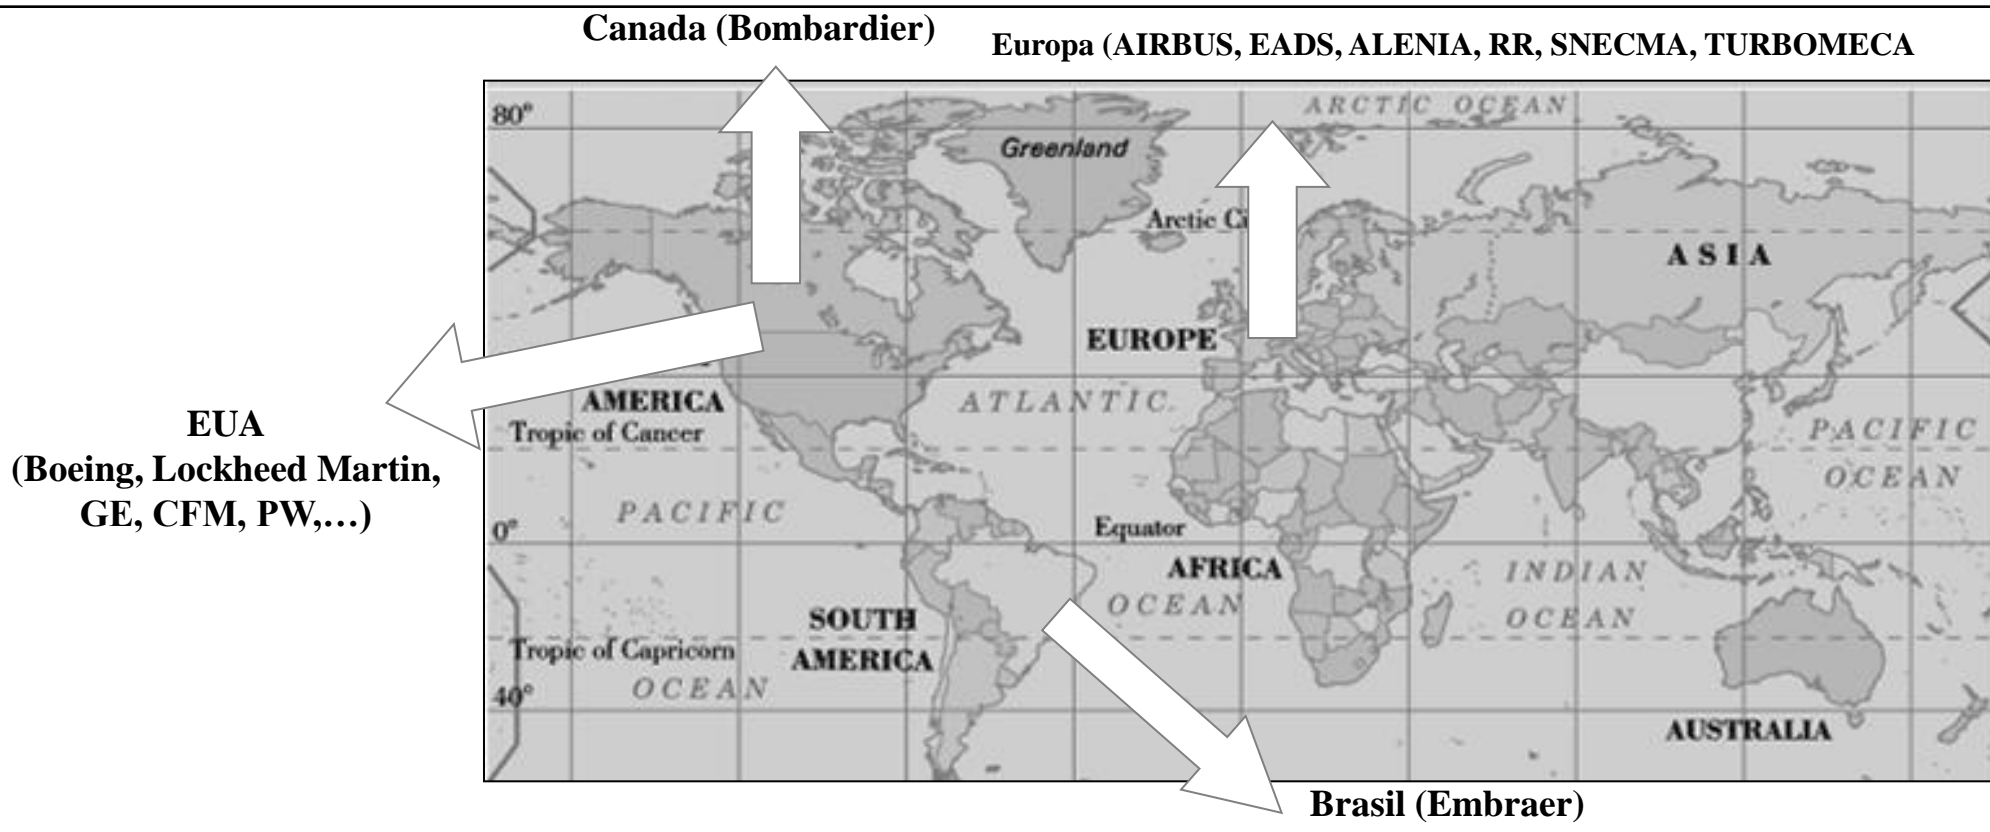 Canada (Bombardier)
Europa (AIRBUS, EADS, ALENIA, RR, SNECMA, TURBOMECA
80°
ARCTIC OCEAN
Greenland
Arctic Ci
ASIA
EUROPE
AMERICA
ATLANTIC
Tropic of Cancer
PACIFIC
OCEAN
EUA
(Boeing, Lockheed Martin,
GE, CFM, PW,…)
PACIFIC
0°
Equator
AFRICA
OCEAN
INDIAN
OCEAN
SOUTH
AMERICA
Tropic of Capricorn
OCEAN
40°
AUSTRALIA
Brasil (Embraer)